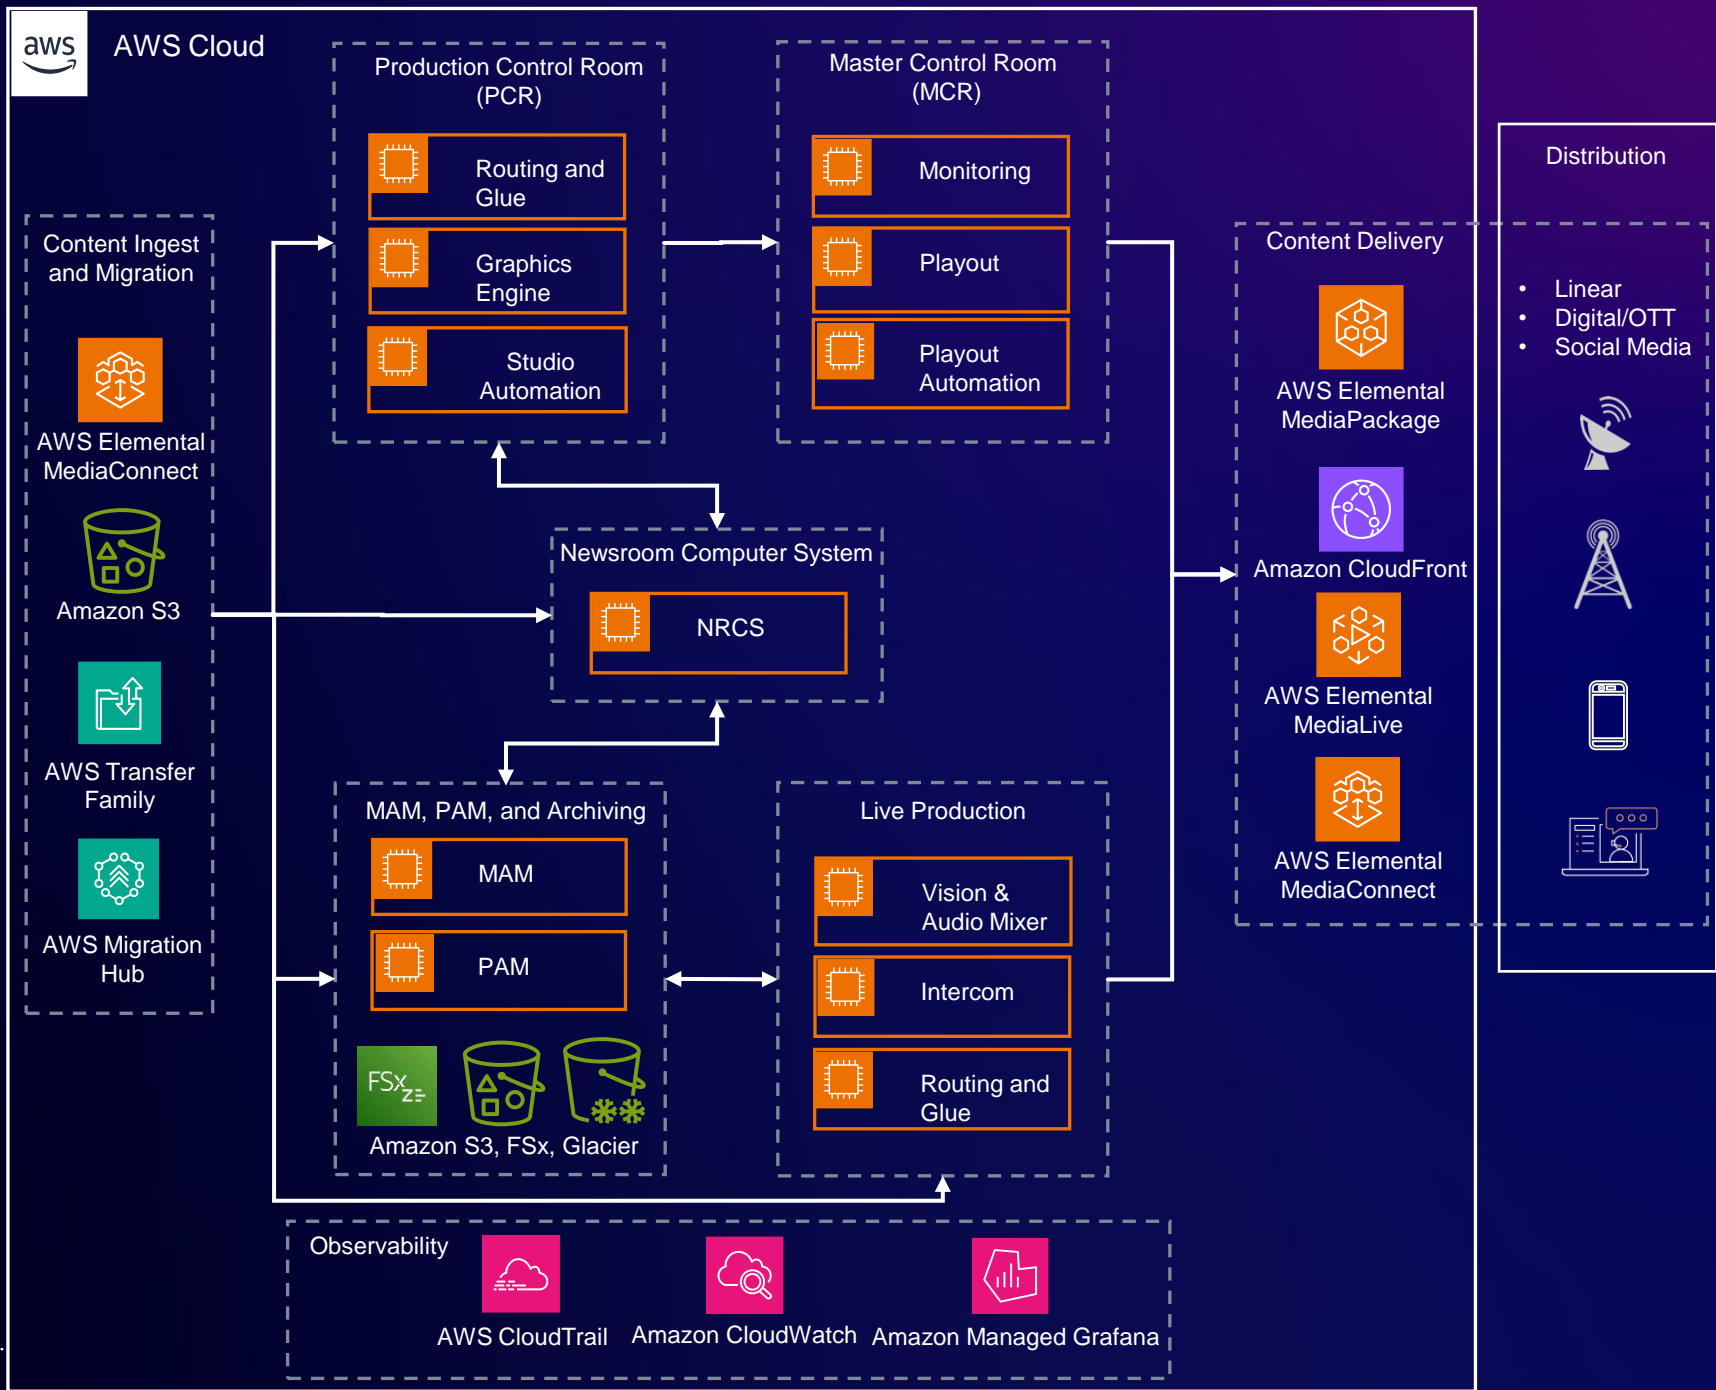 aws
AWS Cloud
Production Control Room
(PCR)
Routing and
Glue
Graphics
Engine
Studio
Automation
Master Control Room
(MCR)
Monitoring
Playout
Playout
Automation
Distribution
Content Ingest
and Migration
AWS Elemental
MediaConnect
Amazon S3
AWS Transfer
Family
AWS Migration
Hub
Newsroom Computer System
NRCS
MAM, PAM, and Archiving
MAM
PAM
FSx
Z
Amazon S3, FSx, Glacier
Live Production
Vision &
Audio Mixer
Intercom
Routing and
Glue
Content Delivery
AWS Elemental
MediaPackage
Amazon CloudFront
AWS Elemental
MediaLive
AWS Elemental
MediaConnect
• Linear
• Digital/OTT
• Social Media
Observability
AWS CloudTrail
Amazon CloudWatch
Amazon Managed Grafana